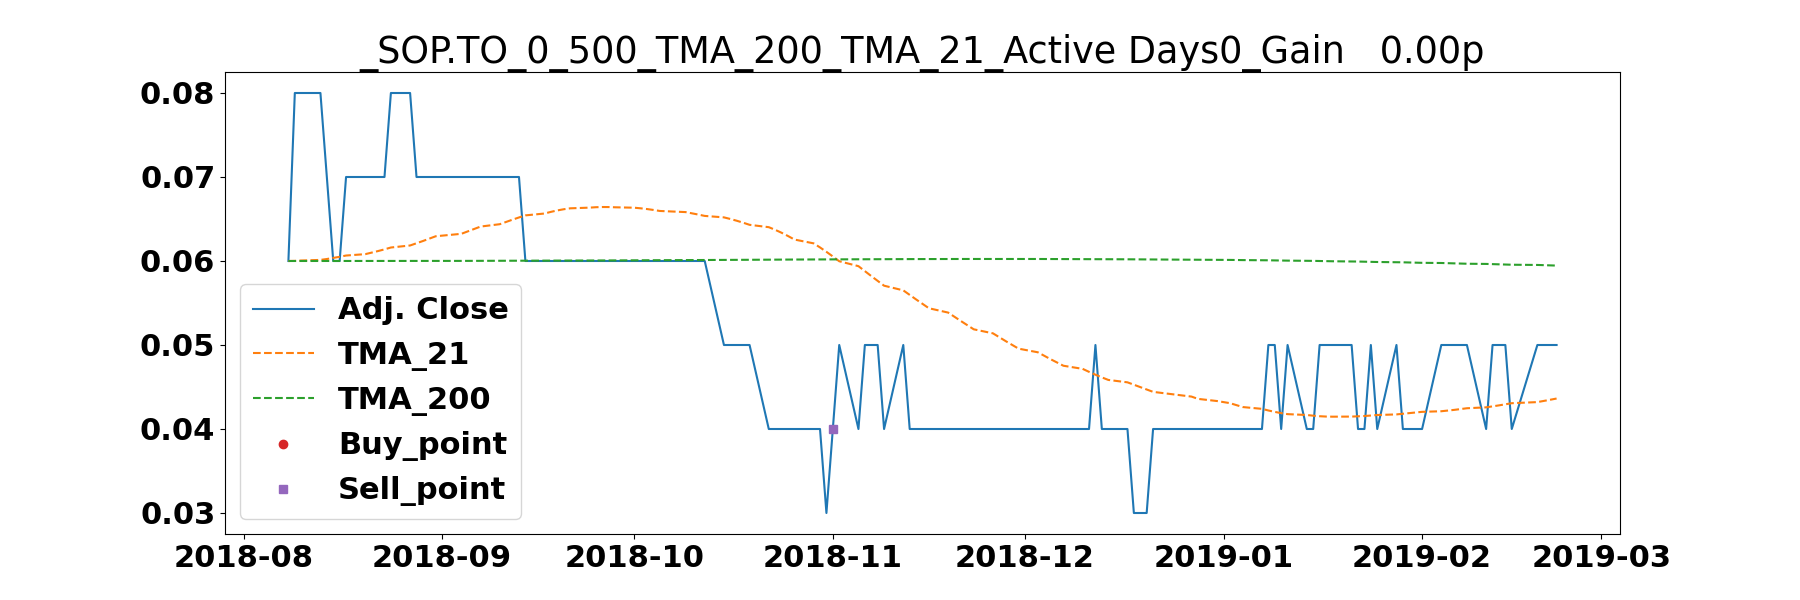 _SOP.TO_0_500_TMA_200_TMA_21_Active Days0_Gain   0.00p
0.08
0.07
0.06
0.05
0.04
0.03
Adj. Close
TMA_21
TMA_200
Buy_point
Sell_point
2018-08 2018-09 2018-10 2018-11 2018-12 2019-01 2019-02 2019-03